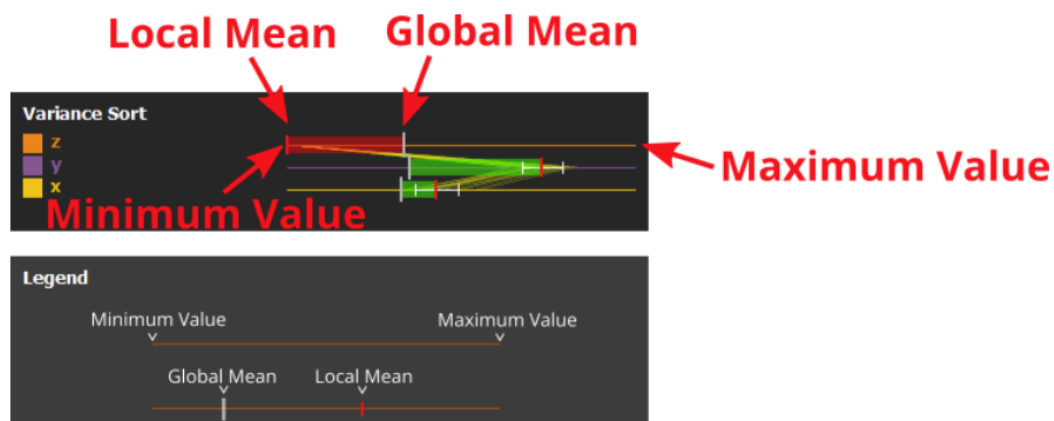 Local Mean
Global Mean
Variance Sort
z
y
x
Minimum Value
Maximum Value
Legend
Minimum Value
Maximum Value
Global Mean
Local Mean